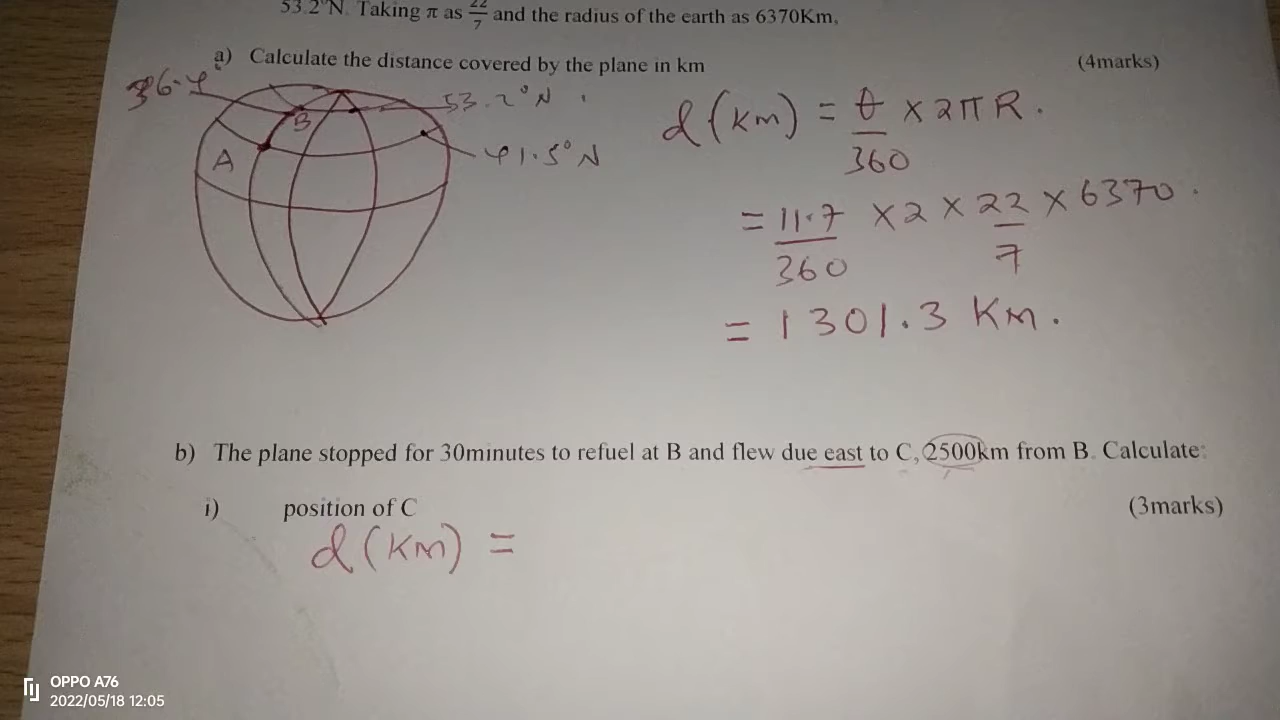 53.2°N. Taking π as 22/7 and the radius of the earth as 6370Km.
a) Calculate the distance covered by the plane in km (4marks)
36.4°
53.2°N
B
A
41.5°N
d(km) = θ/360 × 2πR.
= 11.7/360 × 2 × 22/7 × 6370.
= 1301.3 Km.
b) The plane stopped for 30minutes to refuel at B and flew due east to C, 2500km from B. Calculate:
i) position of C (3marks)
d(km) =
OPPO A76
2022/05/18 12:05